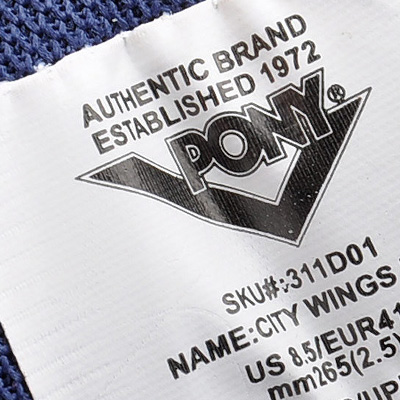 AUTHENTIC BRAND
ESTABLISHED 1972
PONY®
SKU#:311D01
NAME:CITY WINGS
US 8.5/EUR41
mm265(2.5)